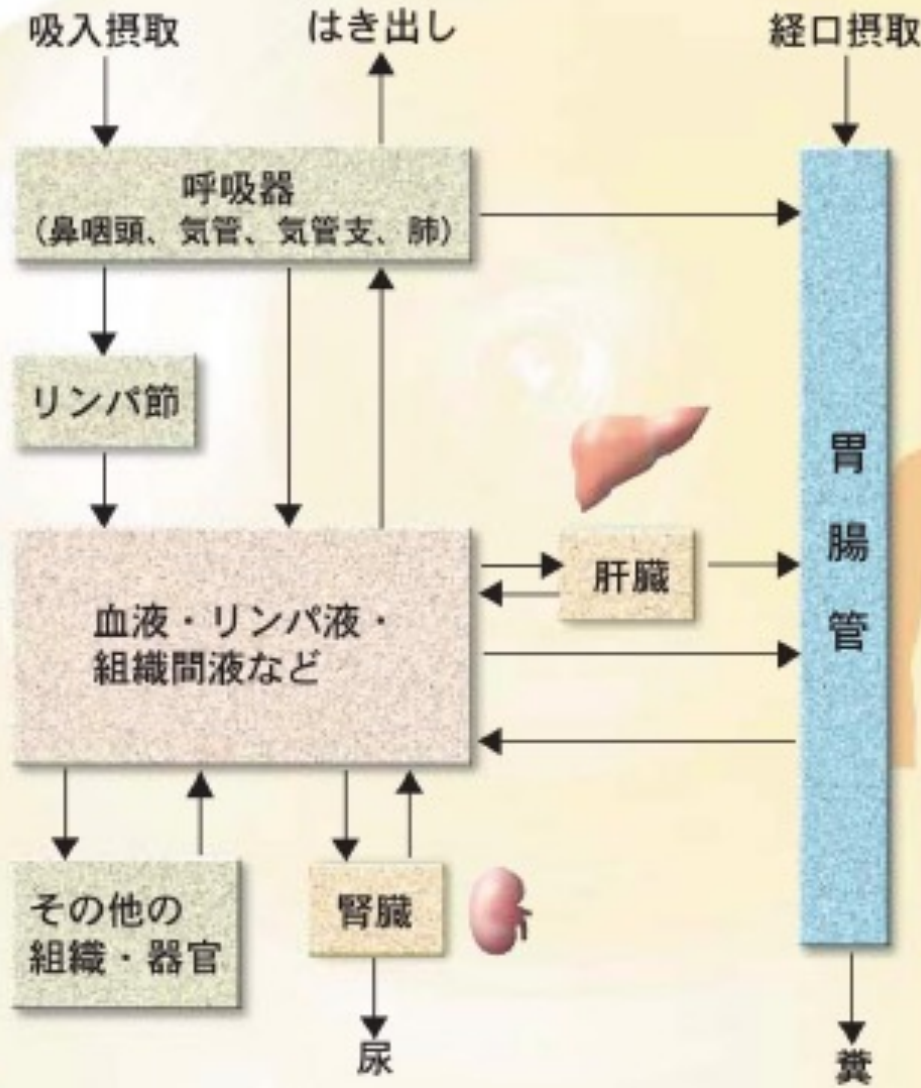 吸入摂取
はき出し
経口摂取
呼吸器
(鼻咽頭、気管、気管支、肺)
リンパ節
胃腸管
肝臓
血液・リンパ液・
組織間液など
その他の
組織・器官
腎臓
尿
糞